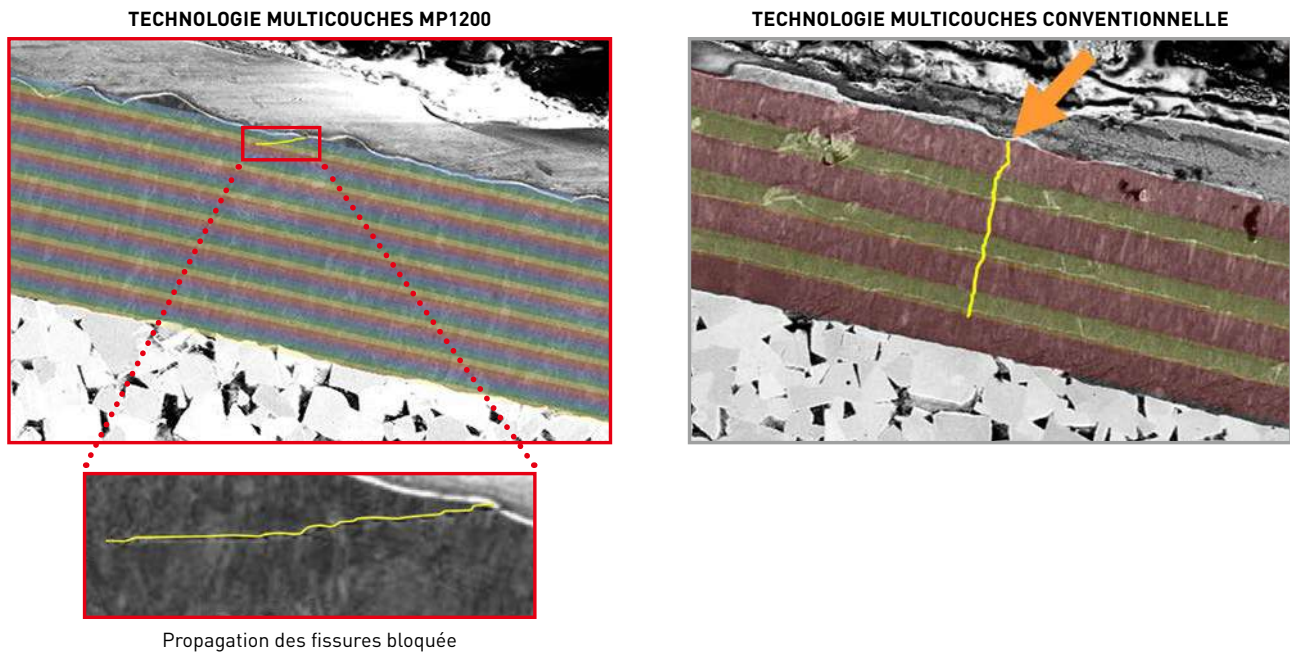 TECHNOLOGIE MULTICOUCHES MP1200
TECHNOLOGIE MULTICOUCHES CONVENTIONNELLE
Propagation des fissures bloquée